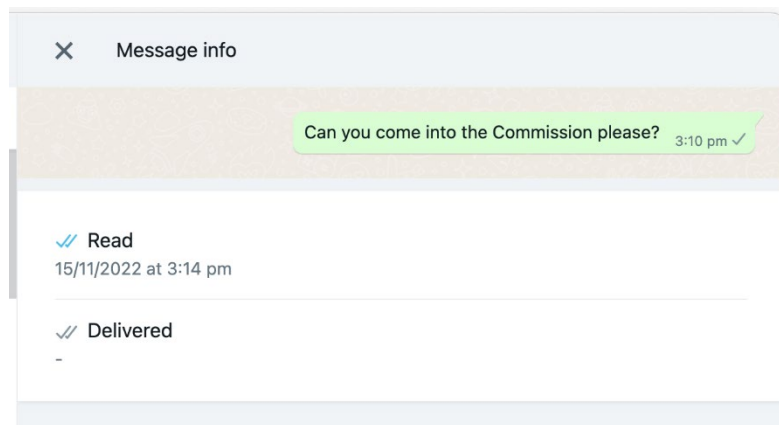 Message info
Can you come into the Commission please? 3:10 pm
Read
15/11/2022 at 3:14 pm
Delivered
-